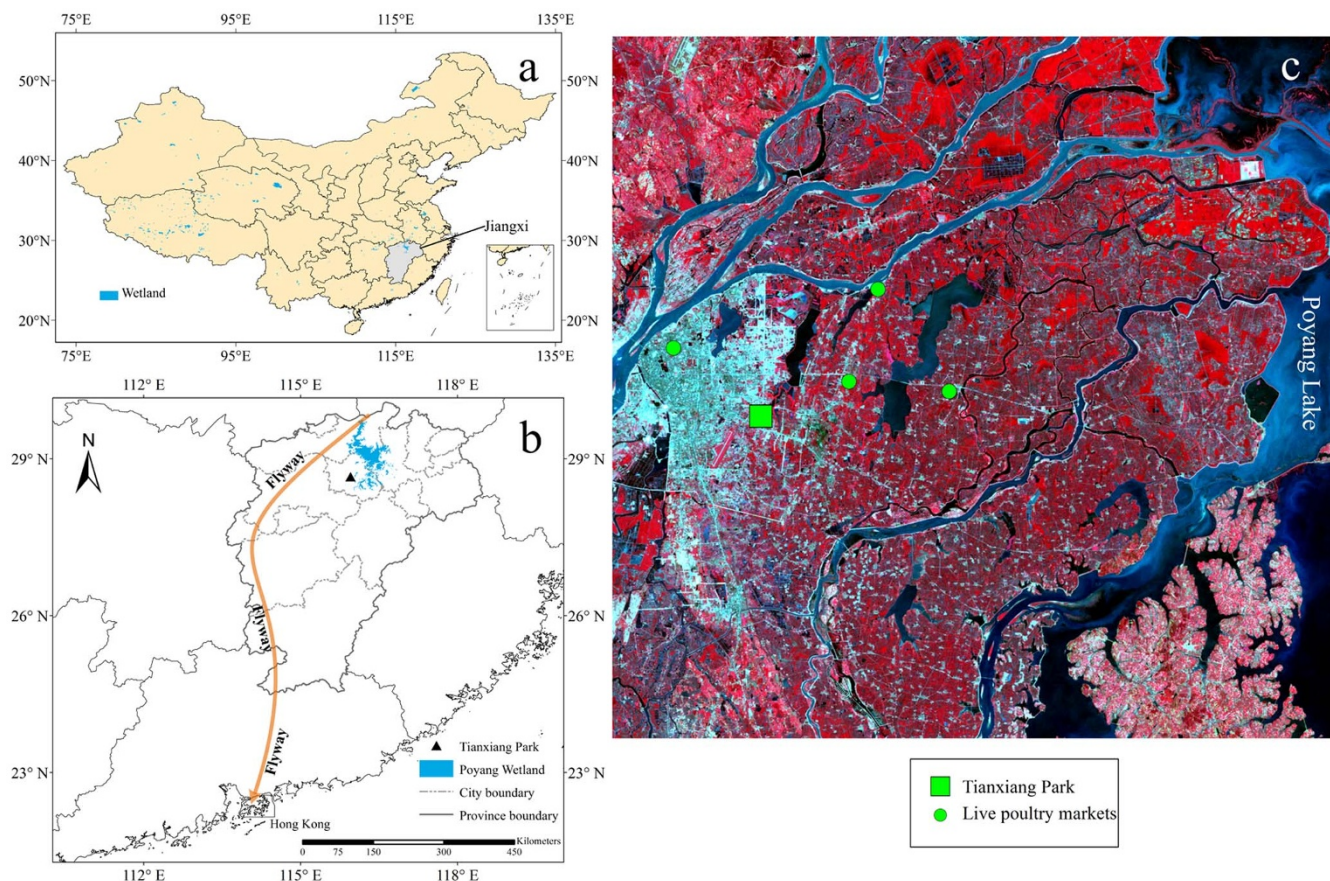 75°E
95°E
115°E
135°E
a
50°N
50°N
40°N
40°N
Jiangxi
30°N
30°N
Wetland
20°N
20°N
75°E
95°E
115°E
135°E
112° E
115°E
118°E
b
N
29°N
29°N
Flyway
26°N
26°N
Flyway
23°N
23° N
Flyway
Tianxiang Park
Poyang Wetland
City boundary
Province boundary
Hong Kong
Kilometers
0 75 150 300 450
112°E
115°E
118°E
c
Poyang Lake
Tianxiang Park
Live poultry markets